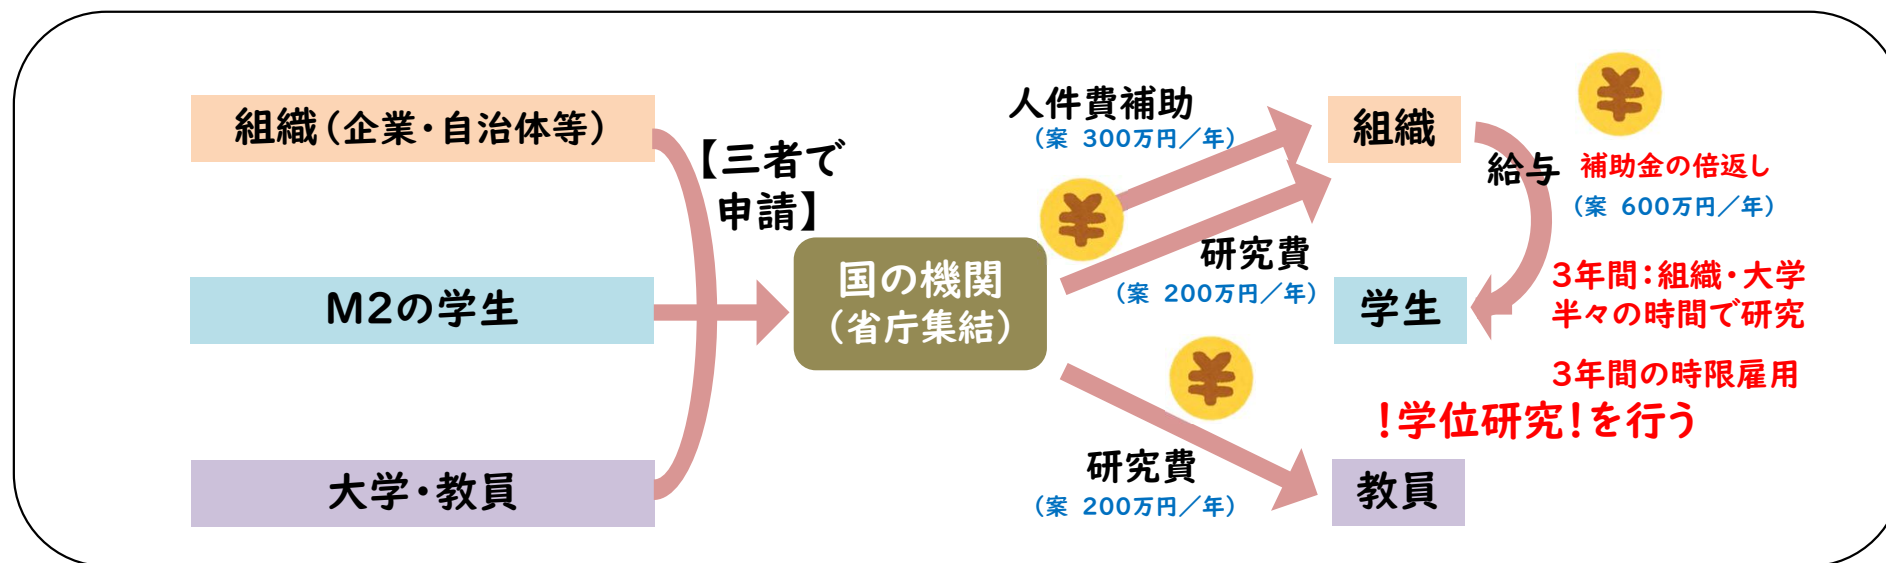 組織（企業・自治体等）
M2の学生
大学・教員
【三者で
申請】
国の機関
（省庁集結）
人件費補助
（案 300万円／年）
研究費
（案 200万円／年）
研究費
（案 200万円／年）
組織
給与
補助金の倍返し
（案 600万円／年）
学生
3年間：組織・大学
半々の時間で研究
3年間の時限雇用
！学位研究！を行う
教員
¥
¥
¥